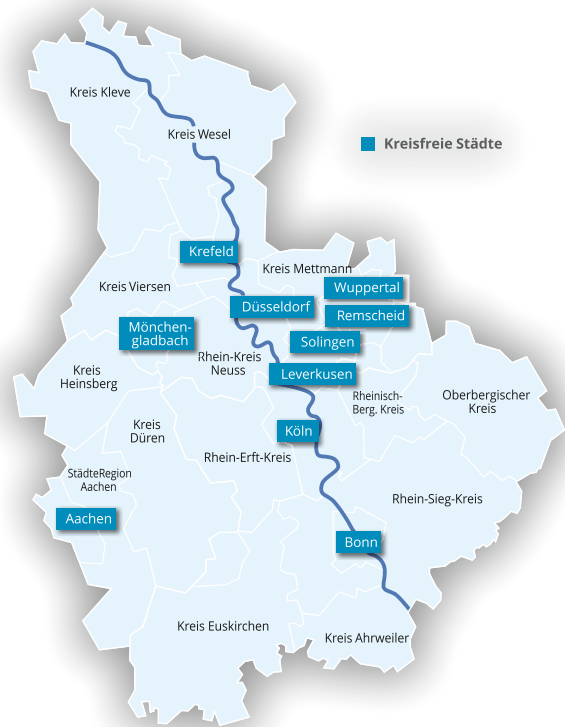 Kreis Kleve
Kreis Wesel
Kreisfreie Städte
Krefeld
Kreis Mettmann
Kreis Viersen
Wuppertal
Düsseldorf
Remscheid
Mönchen-
gladbach
Solingen
Rhein-Kreis
Neuss
Leverkusen
Kreis
Heinsberg
Rheinisch-
Berg. Kreis
Oberbergischer
Kreis
Kreis
Düren
Köln
Rhein-Erft-Kreis
StädteRegion
Aachen
Rhein-Sieg-Kreis
Aachen
Bonn
Kreis Euskirchen
Kreis Ahrweiler